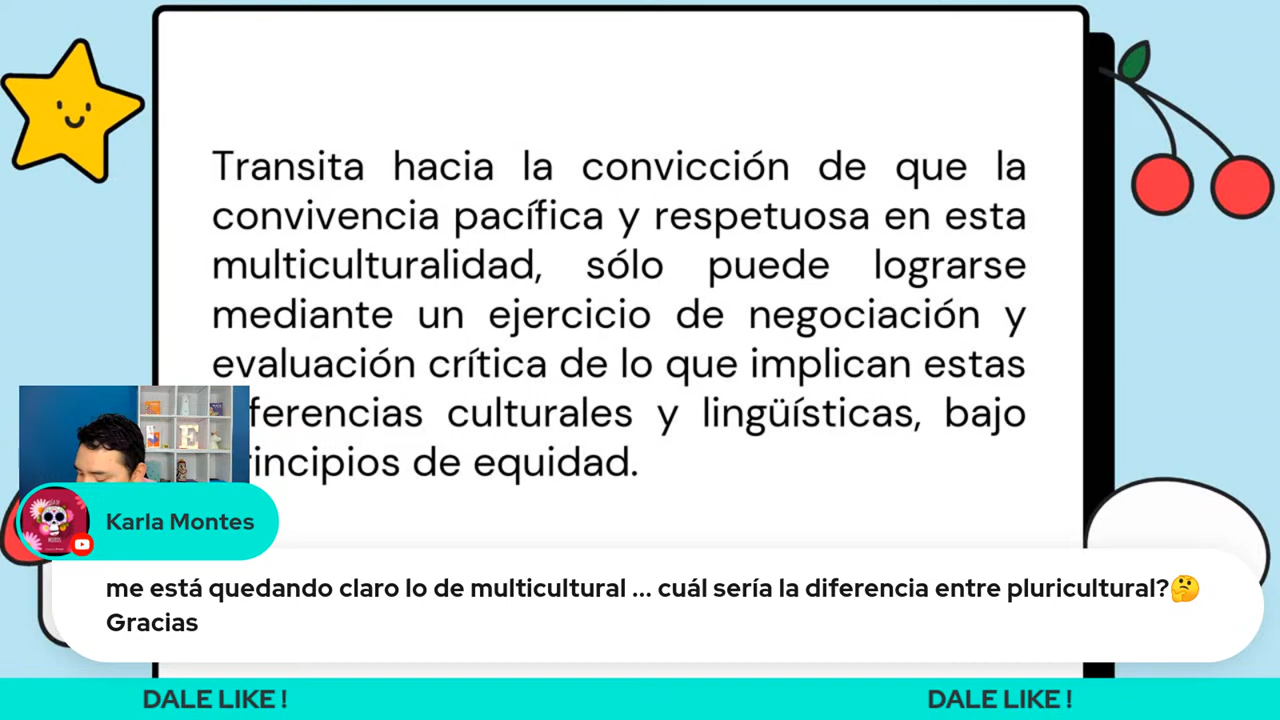 Transita hacia la convicción de que la
convivencia pacífica y respetuosa en esta
multiculturalidad, sólo puede lograrse
mediante un ejercicio de negociación y
evaluación crítica de lo que implican estas
ferencias culturales y lingüísticas, bajo
incipios de equidad.
E
Karla Montes
me está quedando claro lo de multicultural ... cuál sería la diferencia entre pluricultural?🤔
Gracias
DALE LIKE ! DALE LIKE !